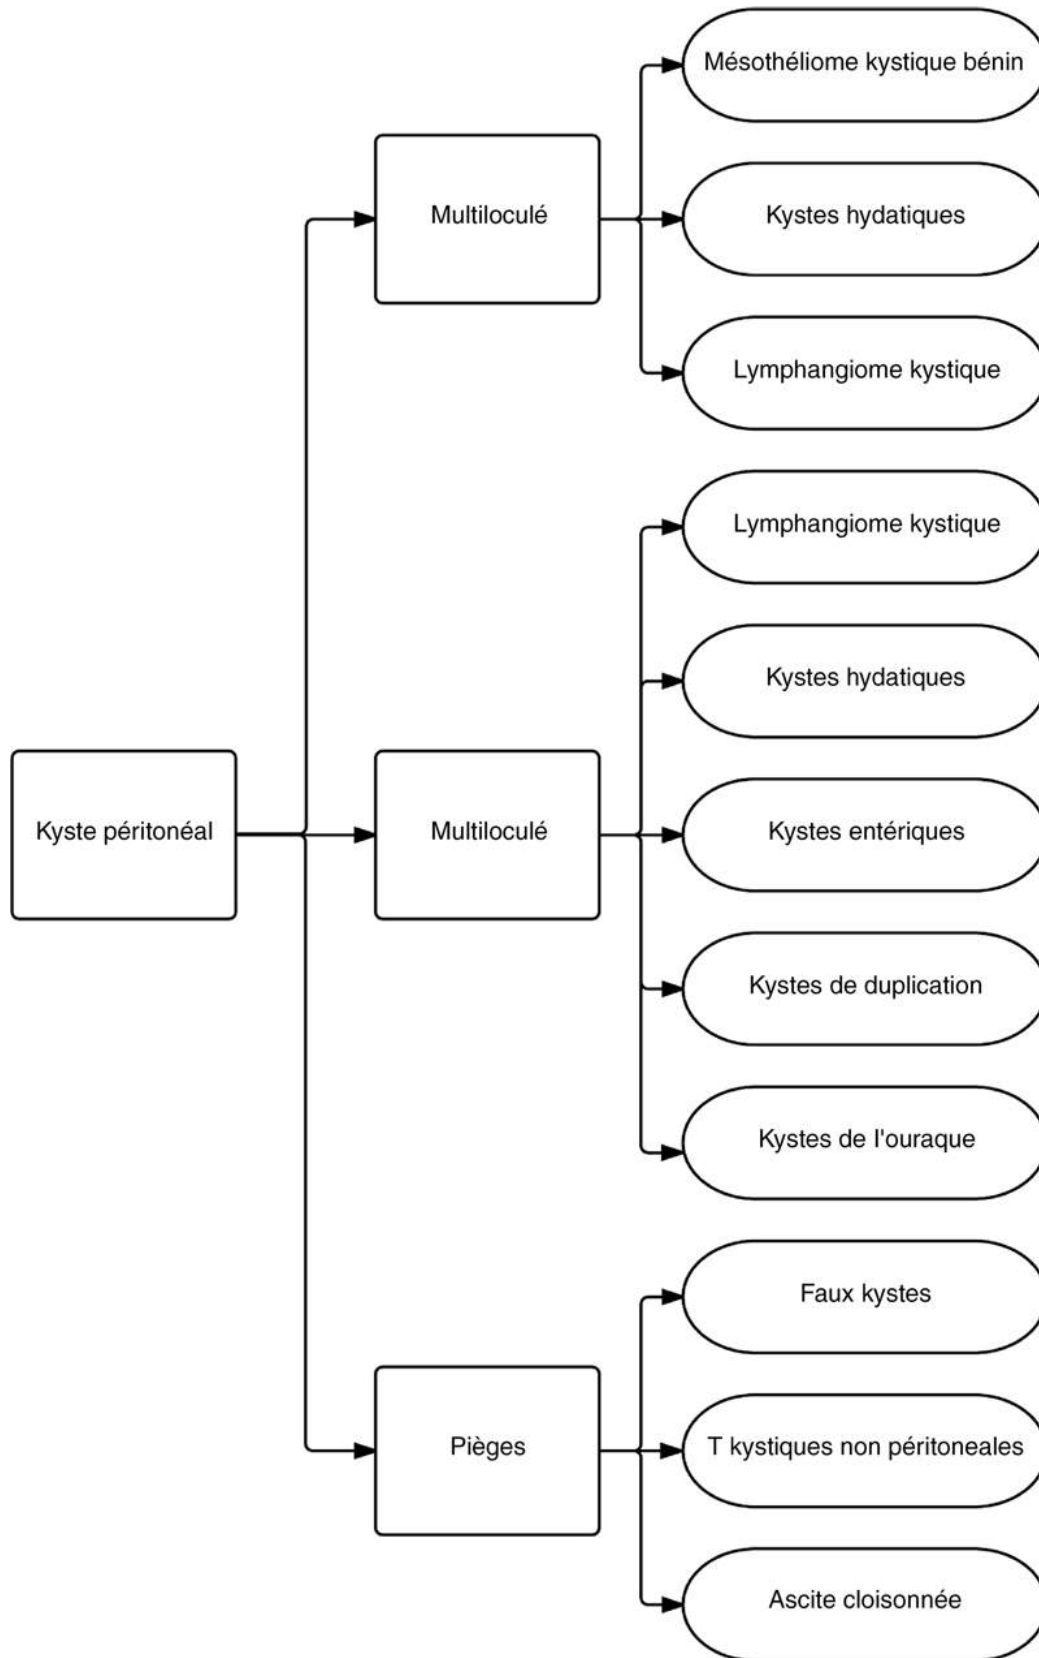 Mésothéliome kystique bénin
Multiloculé
Kystes hydatiques
Lymphangiome kystique
Lymphangiome kystique
Kystes hydatiques
Kyste péritonéal
Multiloculé
Kystes entériques
Kystes de duplication
Kystes de l'ouraque
Faux kystes
Pièges
T kystiques non péritoneales
Ascite cloisonnée